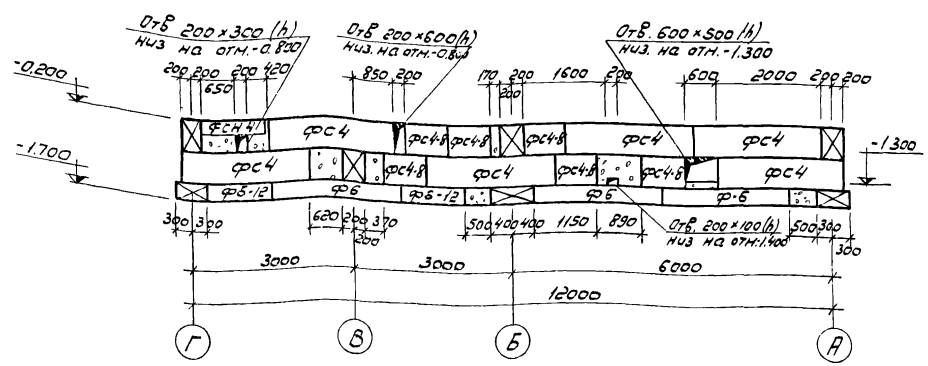 Отв 200×300 (h)
низ на отм.-0.800
Отв 200×600(h)
низ на отм.-0.800
Отв. 600×500(h)
низ. на отм.-1.300
-0,200
200 200 200 420
650
850 200
170 200
200
1600 200
600 2000 200 200
ФСН4
ФС4 ФС4-8 ФС4-8 ФС4-8 ФС4 ФС4
-1.700
-1.300
ФС4 ФС4-8 ФС4 ФС4-8 ФС4-8 ФС4
Ф6-12 Ф6 Ф6-12 Ф6 Ф-6
300 300
620 200 370
200
500 400 400 1150 890
Отв. 200×100(h)
низ на отм.-1.400
500 300
300
3000 3000 6000
12000
Г В Б А